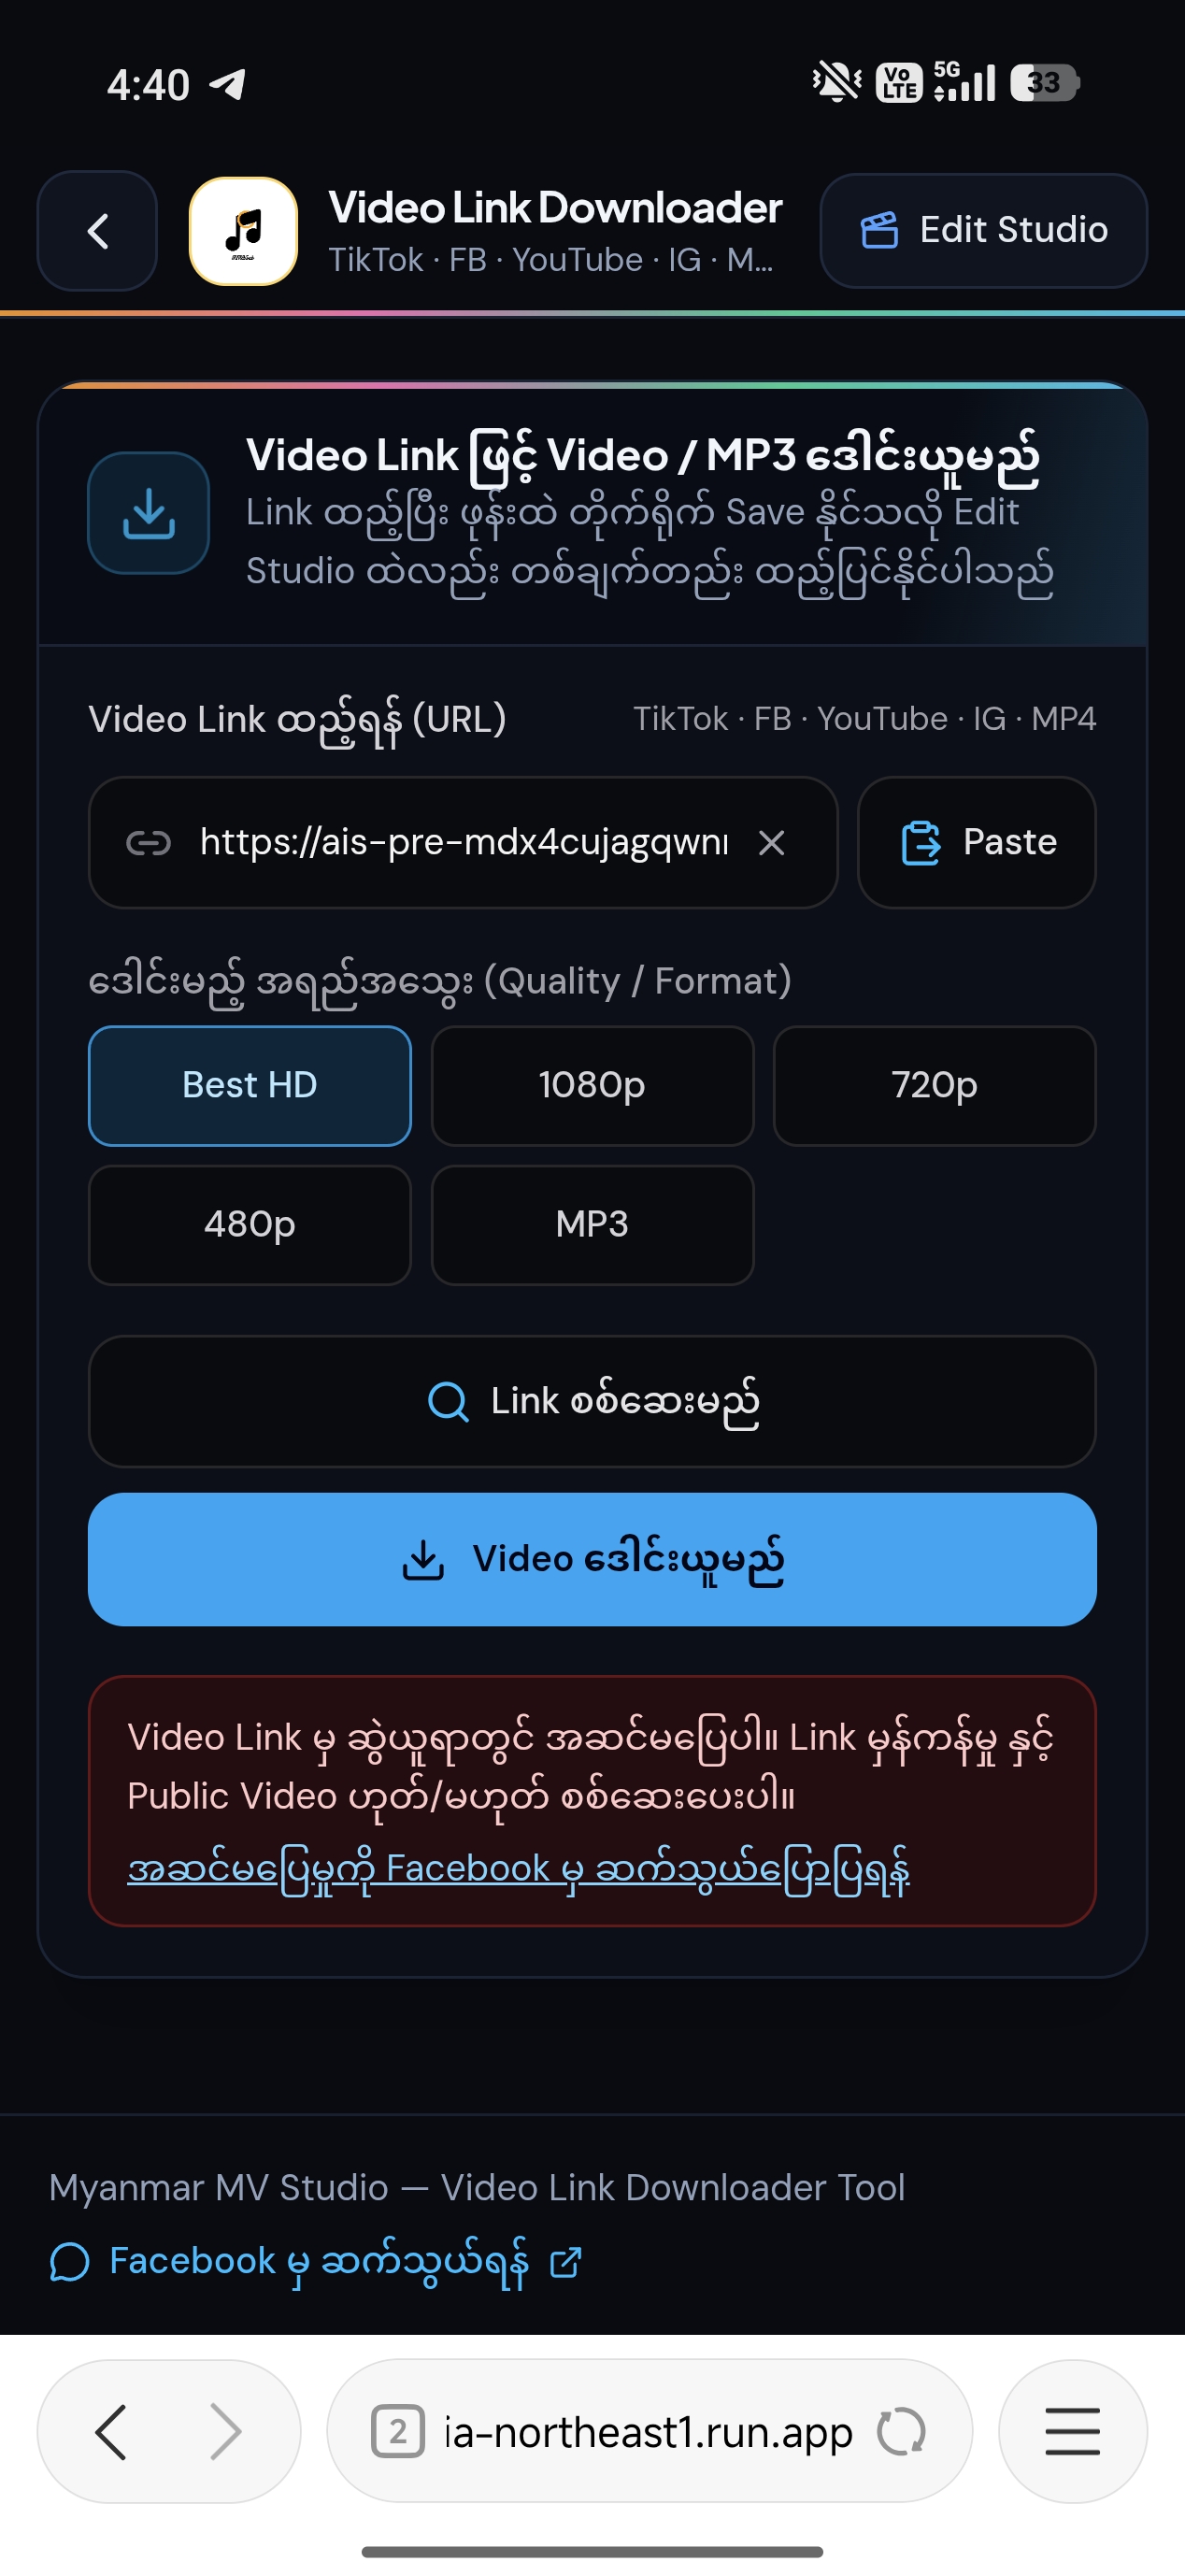 4:40
Vo LTE 5G 33
Video Link Downloader
TikTok · FB · YouTube · IG · M...
Edit Studio
Video Link ဖြင့် Video / MP3 ဒေါင်းယူမည်
Link ထည့်ပြီး ဖုန်းထဲ တိုက်ရိုက် Save နိုင်သလို Edit
Studio ထဲလည်း တစ်ချက်တည်း ထည့်ပြင်နိုင်ပါသည်
Video Link ထည့်ရန် (URL)
TikTok · FB · YouTube · IG · MP4
https://ais-pre-mdx4cujagqwn
Paste
ဒေါင်းမည့် အရည်အသွေး (Quality / Format)
Best HD
1080p
720p
480p
MP3
Link စစ်ဆေးမည်
Video ဒေါင်းယူမည်
Video Link မှ ဆွဲယူရာတွင် အဆင်မပြေပါ။ Link မှန်ကန်မှု နှင့်
Public Video ဟုတ်/မဟုတ် စစ်ဆေးပေးပါ။
အဆင်မပြေမှုကို Facebook မှ ဆက်သွယ်ပြောပြရန်
Myanmar MV Studio — Video Link Downloader Tool
Facebook မှ ဆက်သွယ်ရန်
2
ia-northeast1.run.app